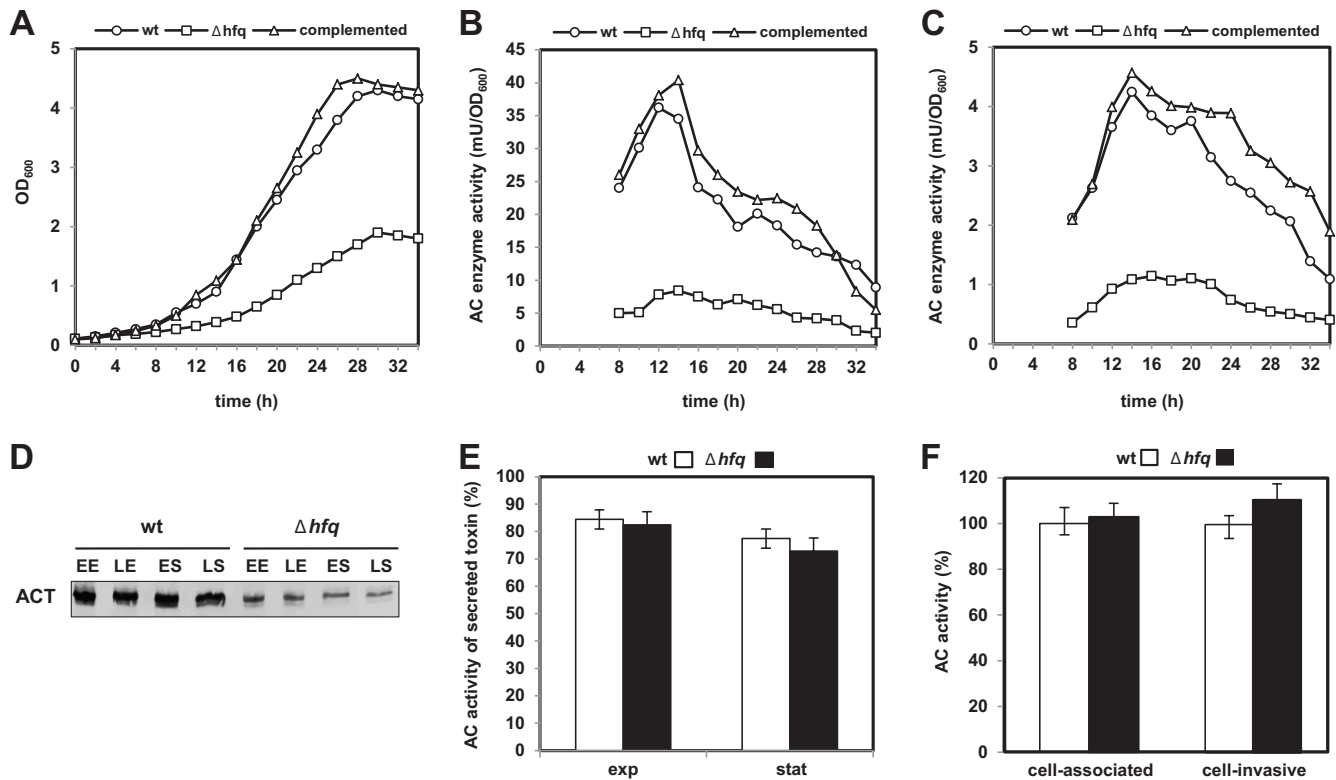 A
wt Δhfq complemented
5
4
3
2
1
0
OD600
0 4 8 12 16 20 24 28 32
time (h)
B
wt Δhfq complemented
45
40
35
30
25
20
15
10
5
0
AC enzyme activity (mU/OD600)
0 4 8 12 16 20 24 28 32
time (h)
C
wt Δhfq complemented
5
4
3
2
1
0
AC enzyme activity (mU/OD600)
0 4 8 12 16 20 24 28 32
time (h)
D
wt Δhfq
EE LE ES LS EE LE ES LS
ACT
E
wt Δhfq
100
90
80
70
60
50
40
30
20
10
0
AC activity of secreted toxin (%)
exp stat
F
wt Δhfq
120
100
80
60
40
20
0
AC activity (%)
cell-associated cell-invasive